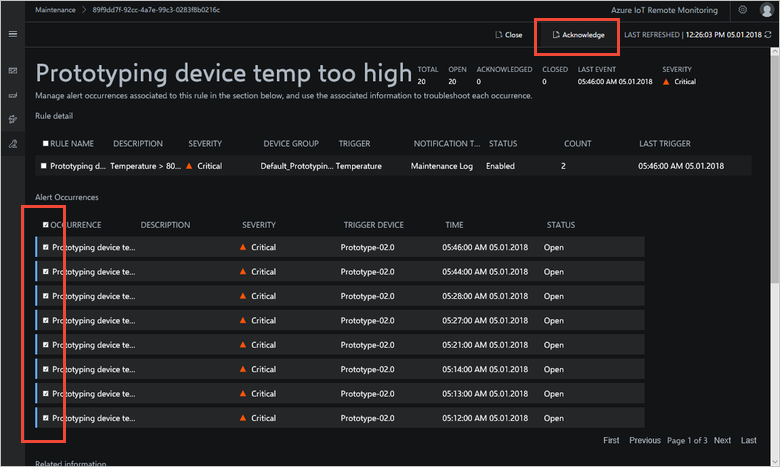 Maintenance > 89f9dd7f-92cc-4a7e-99c3-0283f8b0216c Azure IoT Remote Monitoring
Close Acknowledge LAST REFRESHED | 12:26:03 PM 05.01.2018
Prototyping device temp too high TOTAL OPEN ACKNOWLEDGED CLOSED LAST EVENT SEVERITY
20 20 0 0 05:46:00 AM 05.01.2018 Critical
Manage alert occurrences associated to this rule in the section below, and use the associated information to troubleshoot each occurrence.
Rule detail
RULE NAME DESCRIPTION SEVERITY DEVICE GROUP TRIGGER NOTIFICATION T... STATUS COUNT LAST TRIGGER
Prototyping d... Temperature > 80... Critical Default_Prototypin... Temperature Maintenance Log Enabled 2 05:46:00 AM 05.01.2018
Alert Occurrences
OCCURRENCE DESCRIPTION SEVERITY TRIGGER DEVICE TIME STATUS
Prototyping device te... Critical Prototype-02.0 05:46:00 AM 05.01.2018 Open
Prototyping device te... Critical Prototype-02.0 05:44:00 AM 05.01.2018 Open
Prototyping device te... Critical Prototype-02.0 05:28:00 AM 05.01.2018 Open
Prototyping device te... Critical Prototype-02.0 05:27:00 AM 05.01.2018 Open
Prototyping device te... Critical Prototype-02.0 05:21:00 AM 05.01.2018 Open
Prototyping device te... Critical Prototype-02.0 05:14:00 AM 05.01.2018 Open
Prototyping device te... Critical Prototype-02.0 05:13:00 AM 05.01.2018 Open
Prototyping device te... Critical Prototype-02.0 05:12:00 AM 05.01.2018 Open
First Previous Page 1 of 3 Next Last
Related information